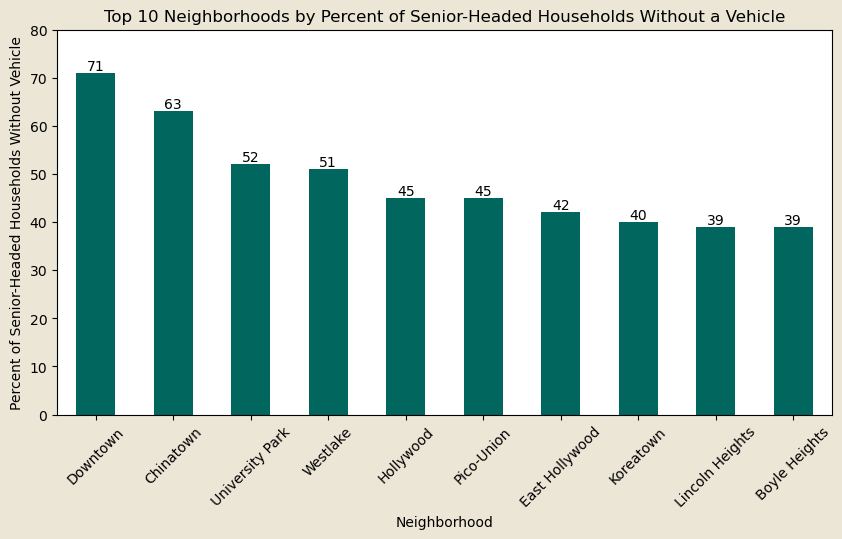 Top 10 Neighborhoods by Percent of Senior-Headed Households Without a Vehicle
Percent of Senior-Headed Households Without Vehicle
80
70
60
50
40
30
20
10
0
71
63
52
51
45
45
42
40
39
39
Downtown
Chinatown
University Park
Westlake
Hollywood
Pico-Union
East Hollywood
Koreatown
Lincoln Heights
Boyle Heights
Neighborhood